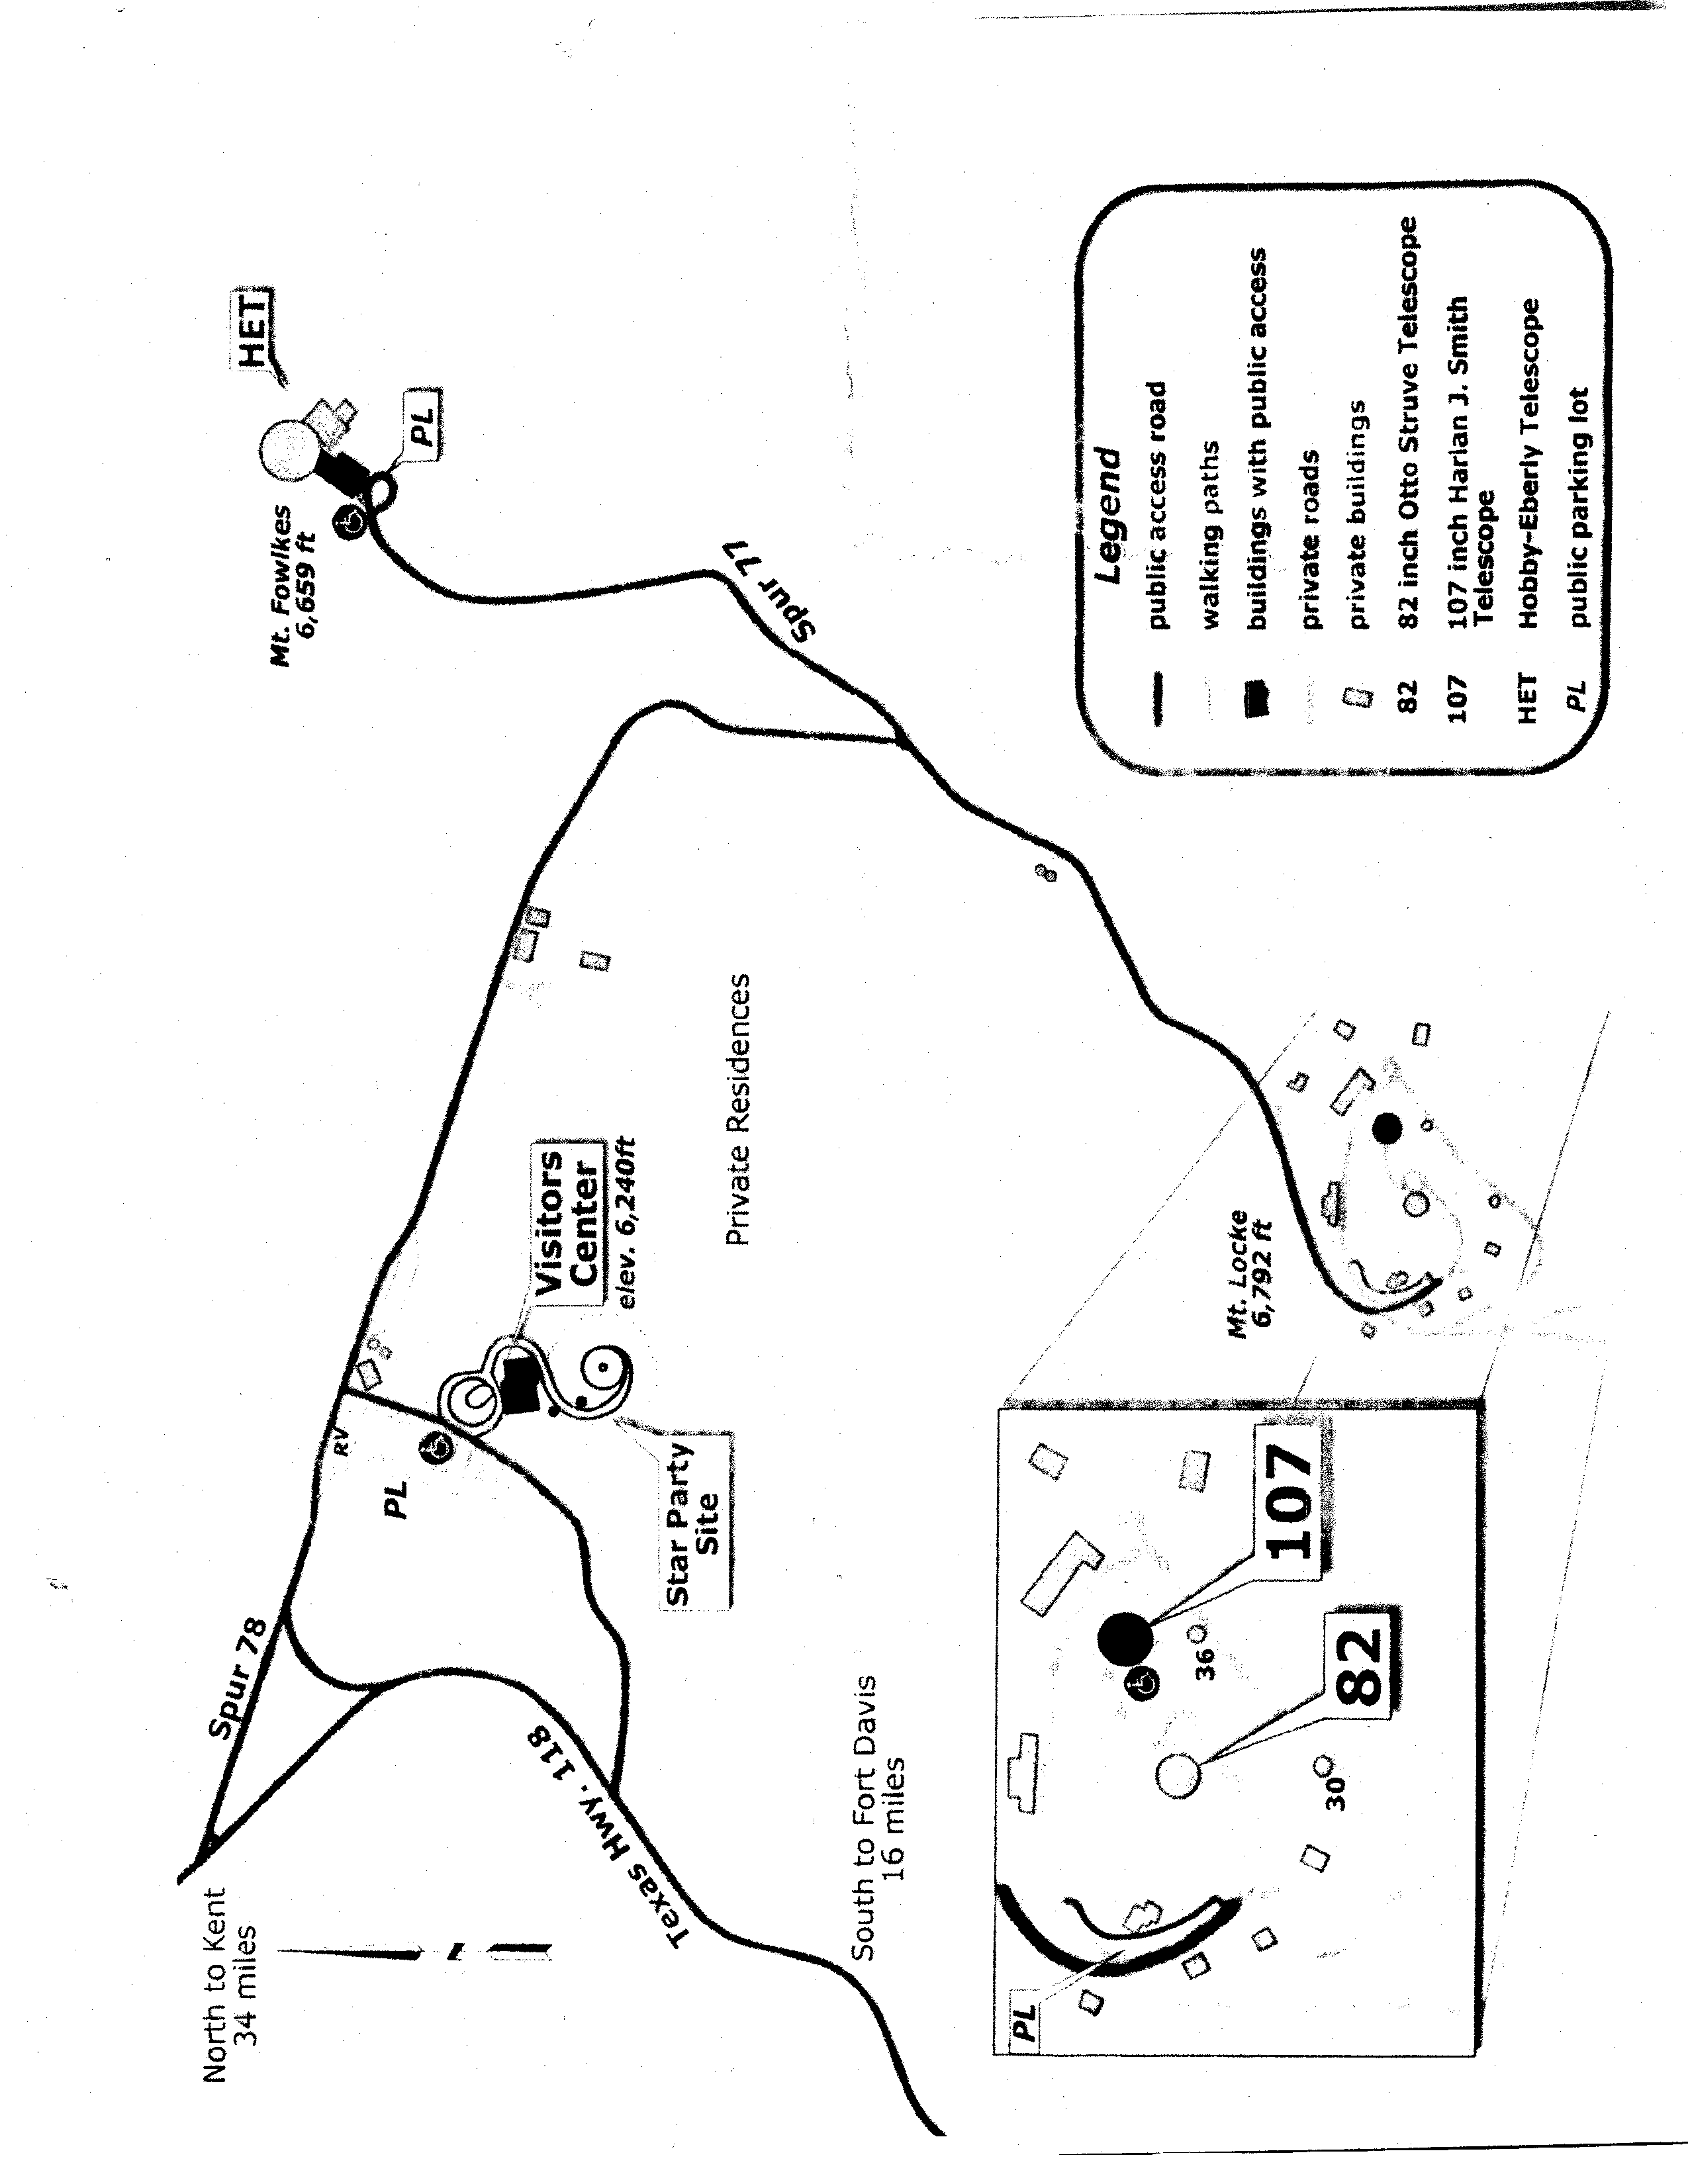 North to Kent
34 miles
Spur 78
Texas Hwy. 118
South to Fort Davis
16 miles
RV
PL
Visitors
Center
elev. 6,240ft
Star Party
Site
Private Residences
Mt. Fowlkes
6,659 ft
HET
PL
Spur 77
Mt. Locke
6,792 ft
PL
36
30
82
107
Legend
public access road
walking paths
buildings with public access
private roads
private buildings
82 82 inch Otto Struve Telescope
107 107 inch Harlan J. Smith
Telescope
HET Hobby-Eberly Telescope
PL public parking lot